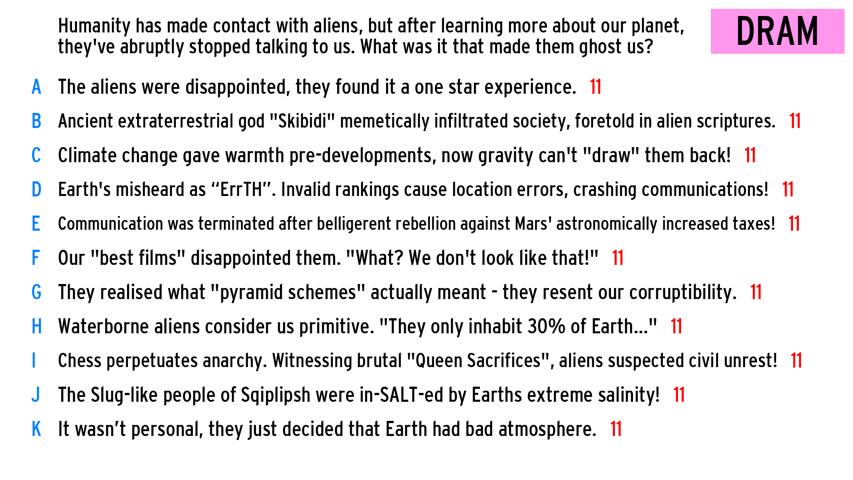 Humanity has made contact with aliens, but after learning more about our planet,
they've abruptly stopped talking to us. What was it that made them ghost us?
DRAM
A The aliens were disappointed, they found it a one star experience. 11
B Ancient extraterrestrial god "Skibidi" memetically infiltrated society, foretold in alien scriptures. 11
C Climate change gave warmth pre-developments, now gravity can't "draw" them back! 11
D Earth's misheard as “ErrTH”. Invalid rankings cause location errors, crashing communications! 11
E Communication was terminated after belligerent rebellion against Mars' astronomically increased taxes! 11
F Our "best films" disappointed them. "What? We don't look like that!" 11
G They realised what "pyramid schemes" actually meant - they resent our corruptibility. 11
H Waterborne aliens consider us primitive. "They only inhabit 30% of Earth..." 11
I Chess perpetuates anarchy. Witnessing brutal "Queen Sacrifices", aliens suspected civil unrest! 11
J The Slug-like people of Sqiplipsh were in-SALT-ed by Earths extreme salinity! 11
K It wasn’t personal, they just decided that Earth had bad atmosphere. 11